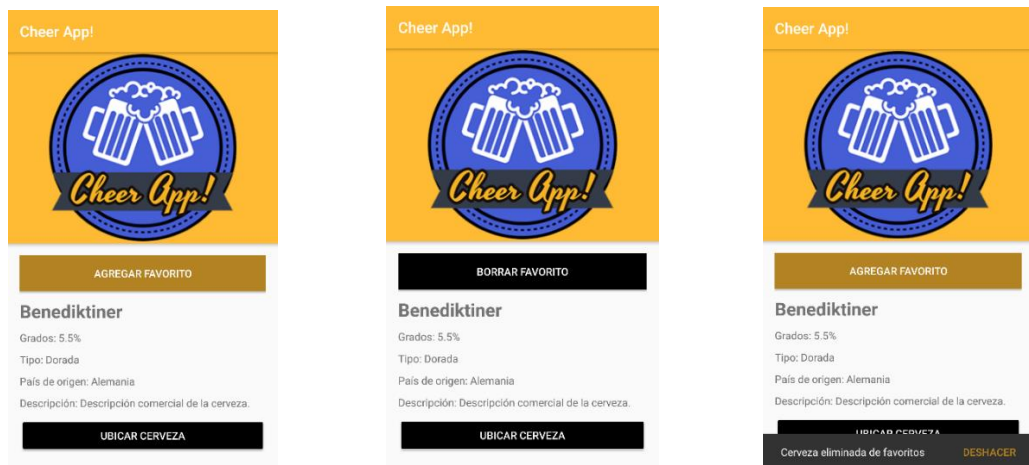 Cheer App!
Cheer App!
AGREGAR FAVORITO
Benediktiner
Grados: 5.5%
Tipo: Dorada
País de origen: Alemania
Descripción: Descripción comercial de la cerveza.
UBICAR CERVEZA
Cheer App!
Cheer App!
BORRAR FAVORITO
Benediktiner
Grados: 5.5%
Tipo: Dorada
País de origen: Alemania
Descripción: Descripción comercial de la cerveza.
UBICAR CERVEZA
Cheer App!
Cheer App!
AGREGAR FAVORITO
Benediktiner
Grados: 5.5%
Tipo: Dorada
País de origen: Alemania
Descripción: Descripción comercial de la cerveza.
UBICAR CERVEZA
Cerveza eliminada de favoritos DESHACER